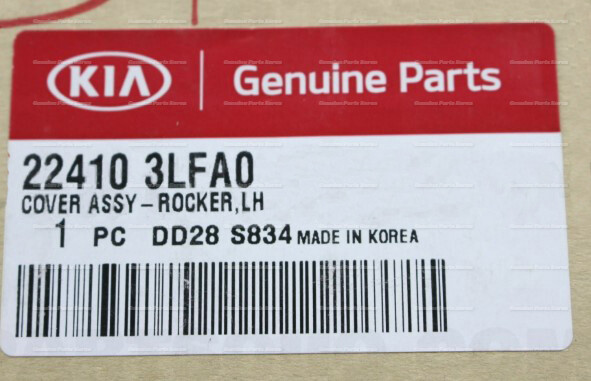 KIA Genuine Parts
22410 3LFA0
COVER ASSY-ROCKER,LH
1 PC DD28 S834 MADE IN KOREA